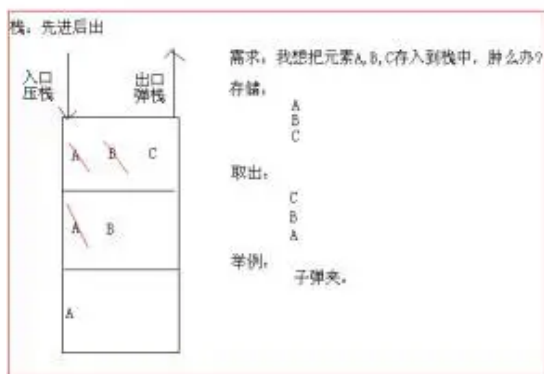 栈：先进后出
需求：我想把元素A,B,C存入到栈中，肿么办？
入口
压栈
出口
弹栈
存储：
A
B
C
A B C
取出：
C
B
A
A B
举例：
子弹夹。
A